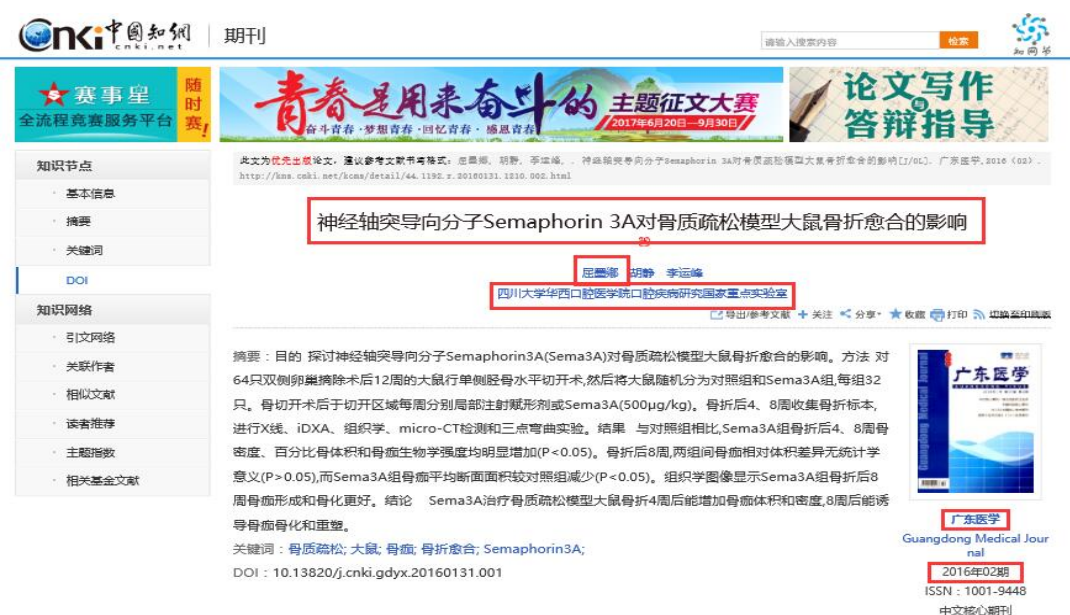 cnki中国知网
cnki.net
期刊
请输入搜索内容
检索
知网节
赛事星
全流程竞赛服务平台
随时赛!
青春是用来奋斗的
主题征文大赛
奋斗青春·梦想青春·回忆青春·感恩青春
2017年6月20日—9月30日
论文写作
与
答辩指导
知识节点
基本信息
摘要
关键词
DOI
知识网络
引文网络
关联作者
相似文献
读者推荐
主题指数
相关基金文献
此文为优先出版论文，建议参考文献书写格式：屈墨娜, 胡静, 李运峰, . 神经轴突导向分子Semaphorin 3A对骨质疏松模型大鼠骨折愈合的影响[J/OL]. 广东医学,2016 (02) .
http://kns.cnki.net/kcms/detail/44.1192.r.20160131.1210.002.html
神经轴突导向分子Semaphorin 3A对骨质疏松模型大鼠骨折愈合的影响
胡静 李运峰
四川大学华西口腔医学院口腔疾病研究国家重点实验室
导出/参考文献 关注 分享 收藏 打印 切换至印刷版
摘要：目的 探讨神经轴突导向分子Semaphorin3A(Sema3A)对骨质疏松模型大鼠骨折愈合的影响。方法 对
64只双侧卵巢摘除术后12周的大鼠行单侧胫骨水平切开术,然后将大鼠随机分为对照组和Sema3A组,每组32
只。骨切开术后于切开区域每周分别局部注射赋形剂或Sema3A(500μg/kg)。骨折后4、8周收集骨折标本,
进行X线、iDXA、组织学、micro-CT检测和三点弯曲实验。结果 与对照组相比,Sema3A组骨折后4、8周骨
密度、百分比骨体积和骨痂生物学强度均明显增加(P<0.05)。骨折后8周,两组间骨痂相对体积差异无统计学
意义(P>0.05),而Sema3A组骨痂平均断面面积较对照组减少(P<0.05)。组织学图像显示Sema3A组骨折后8
周骨痂形成和骨化更好。结论 Sema3A治疗骨质疏松模型大鼠骨折4周后能增加骨痂体积和密度,8周后能诱
导骨痂骨化和重塑。
关键词：骨质疏松; 大鼠; 骨痂; 骨折愈合; Semaphorin3A;
DOI：10.13820/j.cnki.gdyx.20160131.001
广东医学
Guangdong Medical Journal
广东医学
Guangdong Medical Jour
nal
2016年02期
ISSN：1001-9448
中文核心期刊